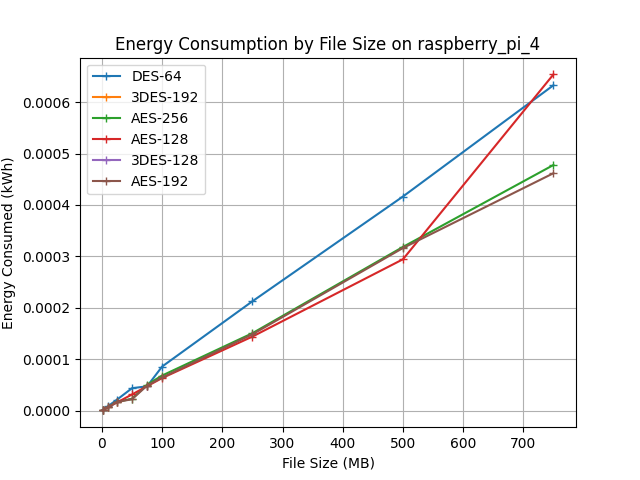 Energy Consumption by File Size on raspberry_pi_4
DES-64
3DES-192
AES-256
AES-128
3DES-128
AES-192
Energy Consumed (kWh)
0.0006
0.0005
0.0004
0.0003
0.0002
0.0001
0.0000
0 100 200 300 400 500 600 700
File Size (MB)